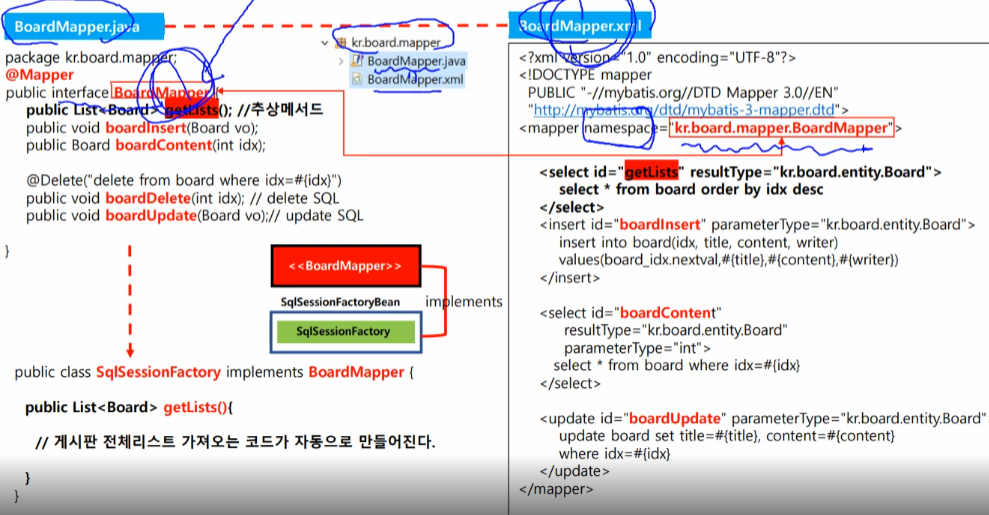 BoardMapper.java
package kr.board.mapper;
@Mapper
public interface BoardMapper {
public List<Board> getLists(); //추상메서드
public void boardInsert(Board vo);
public Board boardContent(int idx);
@Delete("delete from board where idx=#{idx}")
public void boardDelete(int idx); // delete SQL
public void boardUpdate(Board vo);// update SQL
}
kr.board.mapper
BoardMapper.java
BoardMapper.xml
<<BoardMapper>>
SqlSessionFactoryBean
implements
SqlSessionFactory
public class SqlSessionFactory implements BoardMapper {
public List<Board> getLists(){
// 게시판 전체리스트 가져오는 코드가 자동으로 만들어진다.
}
}
BoardMapper.xml
<?xml version="1.0" encoding="UTF-8"?>
<!DOCTYPE mapper
PUBLIC "-//mybatis.org//DTD Mapper 3.0//EN"
"http://mybatis.org/dtd/mybatis-3-mapper.dtd">
<mapper namespace="kr.board.mapper.BoardMapper">
<select id="getLists" resultType="kr.board.entity.Board">
select * from board order by idx desc
</select>
<insert id="boardInsert" parameterType="kr.board.entity.Board">
insert into board(idx, title, content, writer)
values(board_idx.nextval,#{title},#{content},#{writer})
</insert>
<select id="boardContent"
resultType="kr.board.entity.Board"
parameterType="int">
select * from board where idx=#{idx}
</select>
<update id="boardUpdate" parameterType="kr.board.entity.Board"
update board set title=#{title}, content=#{content}
where idx=#{idx}
</update>
</mapper>